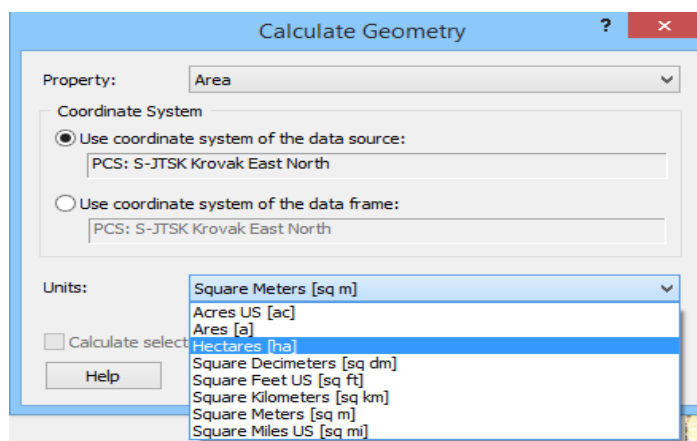 Calculate Geometry
?
Property: Area
Coordinate System
Use coordinate system of the data source:
PCS: S-JTSK Krovak East North
Use coordinate system of the data frame:
PCS: S-JTSK Krovak East North
Units: Square Meters [sq m]
Acres US [ac]
Ares [a]
Calculate select
Hectares [ha]
Square Decimeters [sq dm]
Help
Square Feet US [sq ft]
Square Kilometers [sq km]
Square Meters [sq m]
Square Miles US [sq mi]